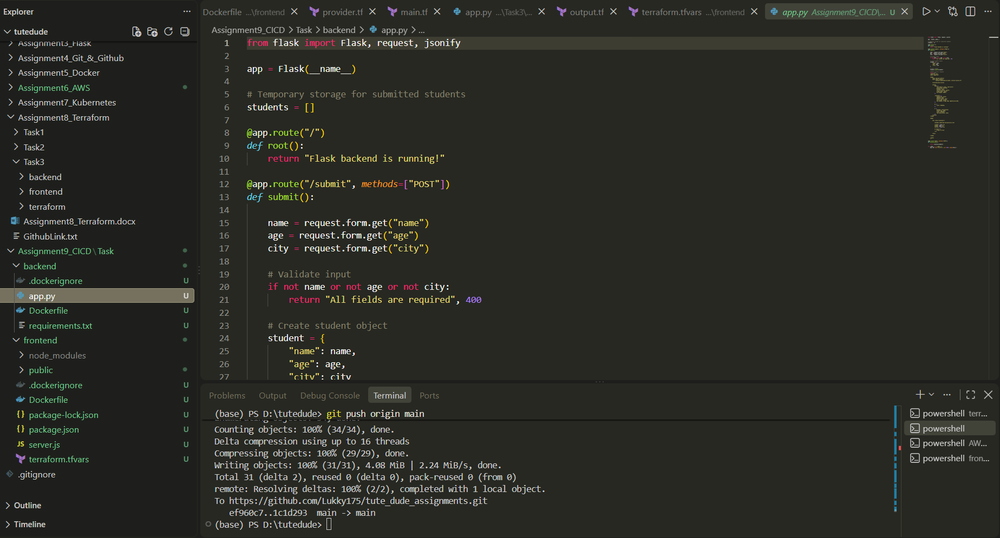 Explorer
tutedude
Assignment3_Flask
Assignment4_Git_&_Github
Assignment5_Docker
Assignment6_AWS
Assignment7_Kubernetes
Assignment8_Terraform
Task1
Task2
Task3
backend
frontend
terraform
Assignment8_Terraform.docx
GithubLink.txt
Assignment9_CICD\Task
backend
.dockerignore U
app.py U
Dockerfile U
requirements.txt U
frontend
node_modules
public
.dockerignore U
Dockerfile U
package-lock.json U
package.json U
JS server.js U
terraform.tfvars U
.gitignore
Outline
Timeline
Dockerfile ...\frontend provider.tf main.tf app.py ...\Task3\... output.tf terraform.tfvars ...\frontend app.py Assignment9_CICD\... U
Assignment9_CICD > Task > backend > app.py > ...
1 from flask import Flask, request, jsonify
2
3 app = Flask(__name__)
4
5 # Temporary storage for submitted students
6 students = []
7
8 @app.route("/")
9 def root():
10 return "Flask backend is running!"
11
12 @app.route("/submit", methods=["POST"])
13 def submit():
14
15 name = request.form.get("name")
16 age = request.form.get("age")
17 city = request.form.get("city")
18
19 # Validate input
20 if not name or not age or not city:
21 return "All fields are required", 400
22
23 # Create student object
24 student = {
25 "name": name,
26 "age": age,
27 "city": city
Problems Output Debug Console Terminal Ports
(base) PS D:\tutedude> git push origin main
Counting objects: 100% (34/34), done.
Delta compression using up to 16 threads
Compressing objects: 100% (29/29), done.
Writing objects: 100% (31/31), 4.08 MiB | 2.24 MiB/s, done.
Total 31 (delta 2), reused 0 (delta 0), pack-reused 0 (from 0)
remote: Resolving deltas: 100% (2/2), completed with 1 local object.
To https://github.com/Lukky175/tute_dude_assignments.git
ef960c7..1c1d293 main -> main
(base) PS D:\tutedude>
powershell terr...
powershell
powershell AW...
powershell fron...